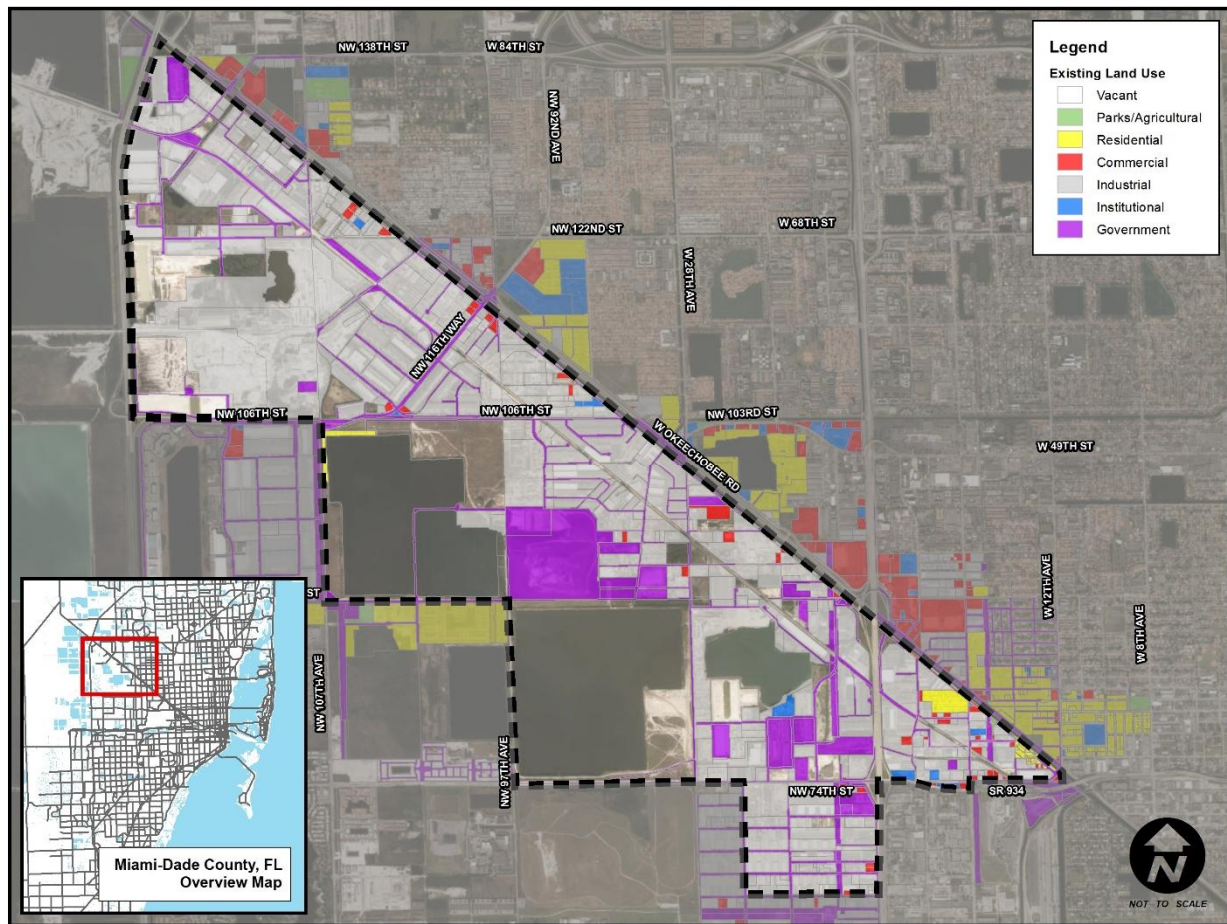 NW 138TH ST
W 84TH ST
Legend
Existing Land Use
Vacant
Parks/Agricultural
Residential
Commercial
Industrial
Institutional
Government
NW 92ND AVE
NW 122ND ST
W 68TH ST
W 28TH AVE
NW 116TH WAY
NW 106TH ST
NW 106TH ST
NW 103RD ST
W 49TH ST
W OKEECHOBEE RD
ST
W 12TH AVE
W 8TH AVE
NW 107TH AVE
NW 97TH AVE
NW 74TH ST
SR 934
Miami-Dade County, FL
Overview Map
N
NOT TO SCALE